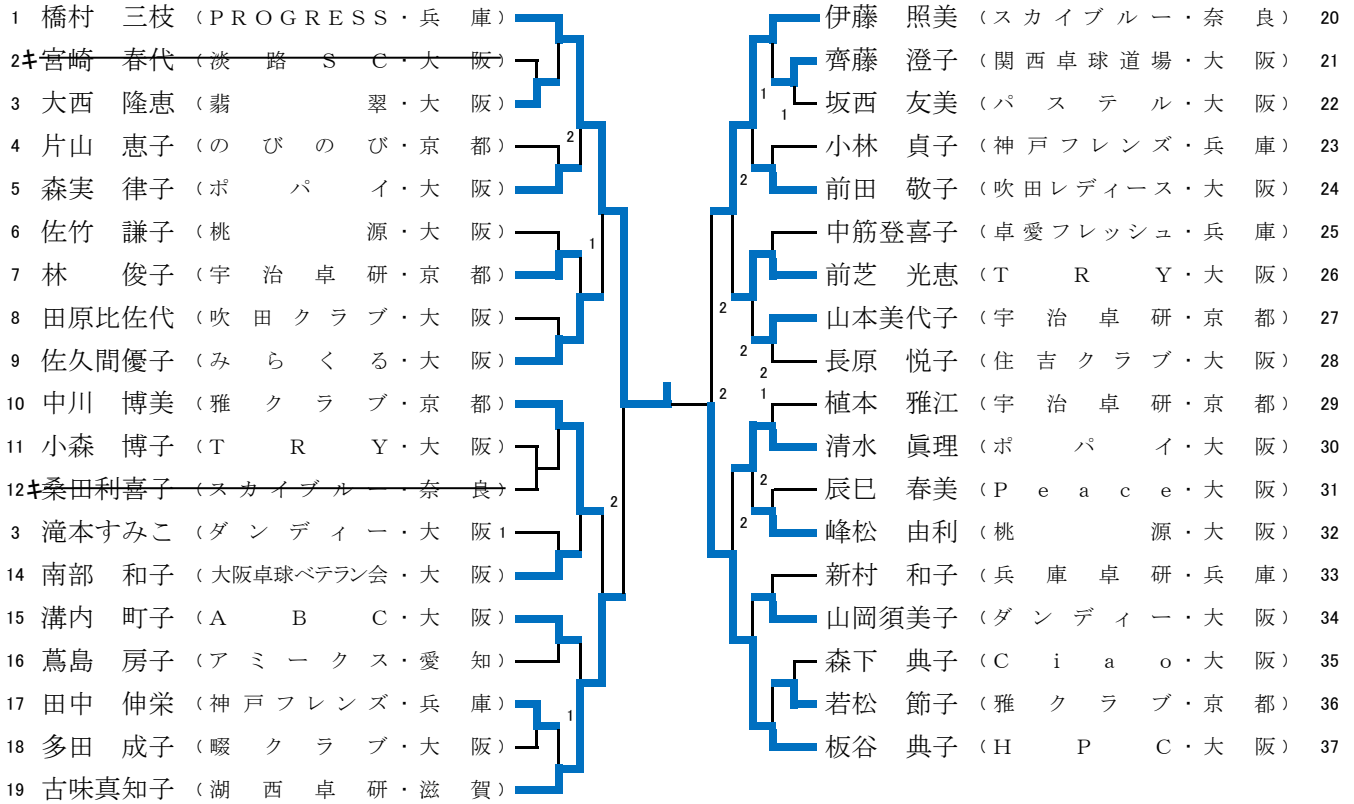 1 橋村 三枝 (PROGRESS・兵 庫)
2 キ 宮崎 春代 (淡 路 S C・大 阪)
3 大西 隆恵 (翡 翠・大 阪)
4 片山 恵子 (の び の び・京 都)
5 森実 律子 (ポ パ イ・大 阪)
6 佐竹 謙子 (桃 源・大 阪)
7 林 俊子 (宇 治 卓 研・京 都)
8 田原比佐代 (吹 田 ク ラ ブ・大 阪)
9 佐久間優子 (み ら く る・大 阪)
10 中川 博美 (雅 ク ラ ブ・京 都)
11 小森 博子 (T R Y・大 阪)
12 キ 桑田利喜子 (ス カ イ ブ ル ー・奈 良)
3 滝本すみこ (ダ ン デ ィ ー・大 阪 1
14 南部 和子 (大阪卓球ベテラン会・大 阪)
15 溝内 町子 (A B C・大 阪)
16 蔦島 房子 (ア ミ ー ク ス・愛 知)
17 田中 伸栄 (神 戸 フ レ ン ズ・兵 庫)
18 多田 成子 (畷 ク ラ ブ・大 阪)
19 古味真知子 (湖 西 卓 研・滋 賀)
2
1
2
1
伊藤 照美 (ス カ イ ブ ル ー・奈 良) 20
齊藤 澄子 (関 西 卓 球 道 場・大 阪) 21
坂西 友美 (パ ス テ ル・大 阪) 22
小林 貞子 (神 戸 フ レ ン ズ・兵 庫) 23
前田 敬子 (吹 田 レ デ ィ ー ス・大 阪) 24
中筋登喜子 (卓 愛 フ レ ッ シ ュ・兵 庫) 25
前芝 光恵 (T R Y・大 阪) 26
山本美代子 (宇 治 卓 研・京 都) 27
長原 悦子 (住 吉 ク ラ ブ・大 阪) 28
植本 雅江 (宇 治 卓 研・京 都) 29
清水 眞理 (ポ パ イ・大 阪) 30
辰巳 春美 (P e a c e・大 阪) 31
峰松 由利 (桃 源・大 阪) 32
新村 和子 (兵 庫 卓 研・兵 庫) 33
山岡須美子 (ダ ン デ ィ ー・大 阪) 34
森下 典子 (C i a o・大 阪) 35
若松 節子 (雅 ク ラ ブ・京 都) 36
板谷 典子 (H P C・大 阪) 37
1
1
2
2
2
2
2
1
2
2